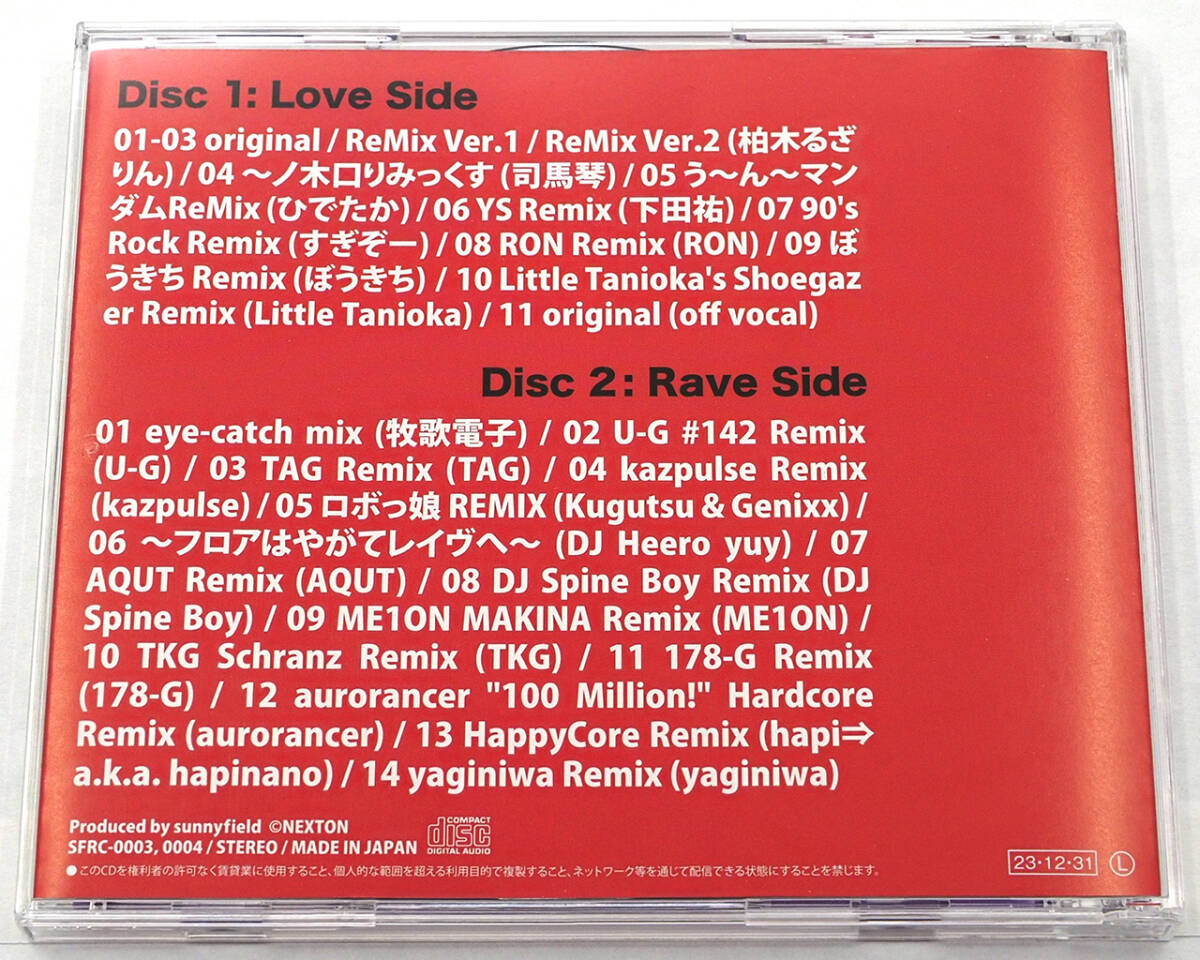 Disc 1: Love Side
01-03 original / ReMix Ver.1 / ReMix Ver.2 (柏木るざ
りん) / 04 ～ノ木口りみっくす (司馬琴) / 05 う～ん～マン
ダムReMix (ひでたか) / 06 YS Remix (下田祐) / 07 90's
Rock Remix (すぎぞー) / 08 RON Remix (RON) / 09 ぼ
うきち Remix (ぼうきち) / 10 Little Tanioka's Shoegaz
er Remix (Little Tanioka) / 11 original (off vocal)
Disc 2: Rave Side
01 eye-catch mix (牧歌電子) / 02 U-G #142 Remix
(U-G) / 03 TAG Remix (TAG) / 04 kazpulse Remix
(kazpulse) / 05 ロボっ娘 REMIX (Kugutsu & Genixx) /
06 ～フロアはやがてレイヴへ～ (DJ Heero yuy) / 07
AQUT Remix (AQUT) / 08 DJ Spine Boy Remix (DJ
Spine Boy) / 09 ME1ON MAKINA Remix (ME1ON) /
10 TKG Schranz Remix (TKG) / 11 178-G Remix
(178-G) / 12 aurorancer "100 Million!" Hardcore
Remix (aurorancer) / 13 HappyCore Remix (hapi⇒
a.k.a. hapinano) / 14 yaginiwa Remix (yaginiwa)
Produced by sunnyfield ©NEXTON
SFRC-0003, 0004 / STEREO / MADE IN JAPAN
COMPACT
disc
DIGITAL AUDIO
●このCDを権利者の許可なく賃貸業に使用すること、個人的な範囲を超える利用目的で複製すること、ネットワーク等を通じて配信できる状態にすることを禁じます。
23・12・31 Ⓛ